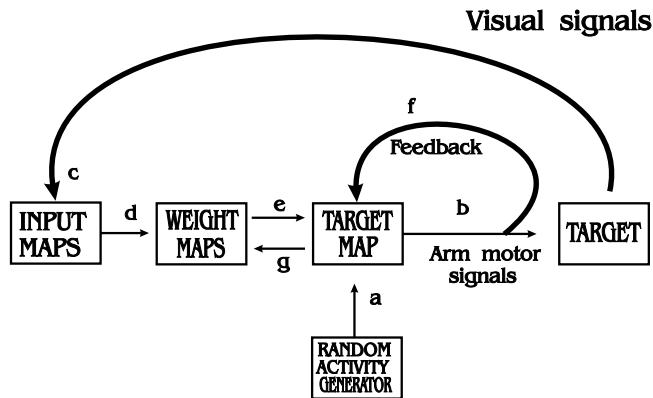 Visual signals
f
Feedback
c
INPUT
MAPS
d
WEIGHT
MAPS
e
g
TARGET
MAP
b
Arm motor
signals
TARGET
a
RANDOM
ACTIVITY
GENERATOR